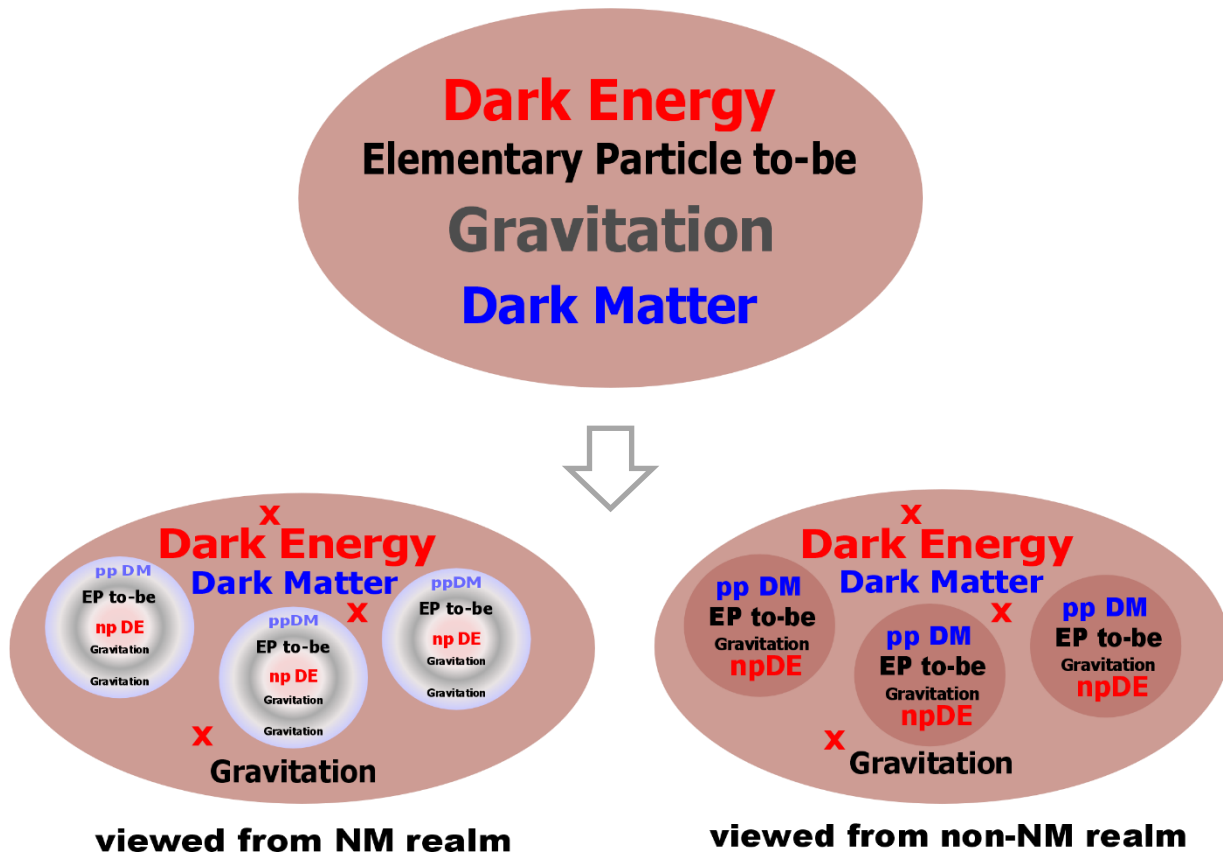 Dark Energy
Elementary Particle to-be
Gravitation
Dark Matter
x
Dark Energy
Dark Matter
pp DM
EP to-be
np DE
Gravitation
Gravitation
ppDM
EP to-be
np DE
Gravitation
Gravitation
x
ppDM
EP to-be
np DE
Gravitation
Gravitation
x
Gravitation
viewed from NM realm
x
Dark Energy
Dark Matter
pp DM
EP to-be
Gravitation
npDE
pp DM
EP to-be
Gravitation
npDE
x
pp DM
EP to-be
Gravitation
npDE
x
Gravitation
viewed from non-NM realm